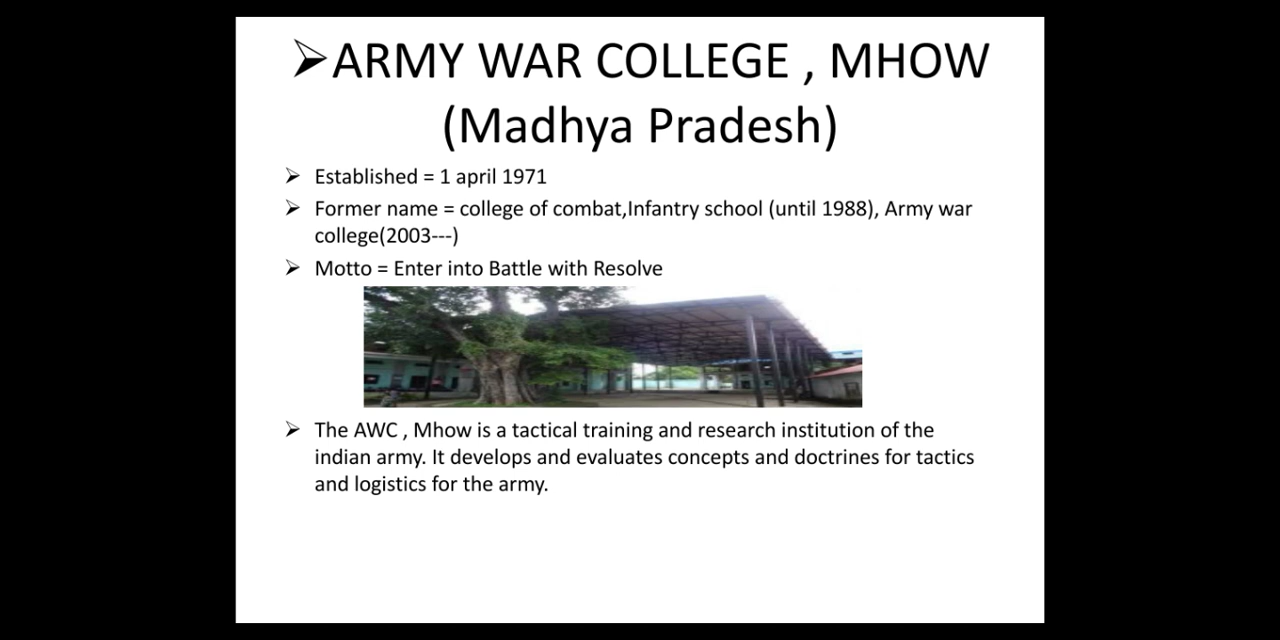 ➢ARMY WAR COLLEGE , MHOW
(Madhya Pradesh)
➢ Established = 1 april 1971
➢ Former name = college of combat,Infantry school (until 1988), Army war
college(2003---)
➢ Motto = Enter into Battle with Resolve
➢ The AWC , Mhow is a tactical training and research institution of the
indian army. It develops and evaluates concepts and doctrines for tactics
and logistics for the army.